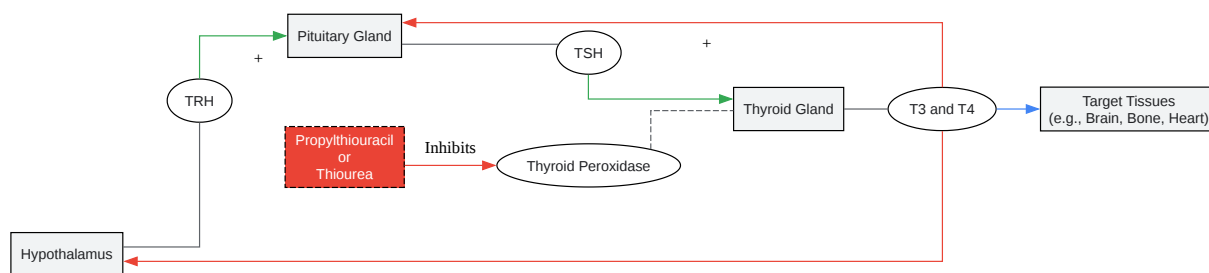 Pituitary Gland
+
TSH
+
TRH
Thyroid Gland
T3 and T4
Target Tissues
(e.g., Brain, Bone, Heart)
Propylthiouracil
or
Thiourea
Inhibits
Thyroid Peroxidase
Hypothalamus